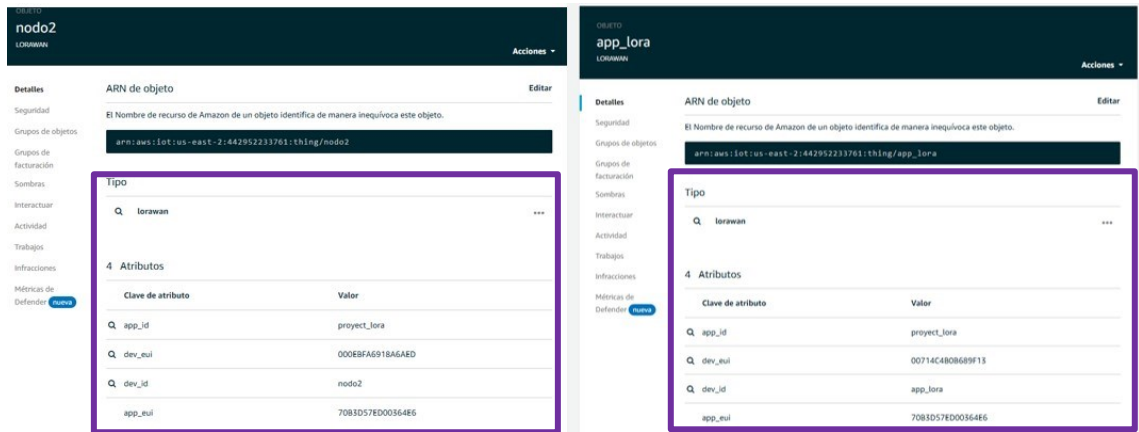 OBJETO
nodo2
LORAWAN
Acciones
Detalles
Seguridad
Grupos de objetos
Grupos de
facturación
Sombras
Interactuar
Actividad
Trabajos
Infracciones
Métricas de
Defender nueva
ARN de objeto
Editar
El Nombre de recurso de Amazon de un objeto identifica de manera inequívoca este objeto.
arn:aws:iot:us-east-2:442952233761:thing/nodo2
Tipo
lorawan
...
4 Atributos
Clave de atributo Valor
app_id proyect_lora
dev_eui 000EBFA6918A6AED
dev_id nodo2
app_eui 70B3D57ED00364E6
OBJETO
app_lora
LORAWAN
Acciones
Detalles
Seguridad
Grupos de objetos
Grupos de
facturación
Sombras
Interactuar
Actividad
Trabajos
Infracciones
Métricas de
Defender nueva
ARN de objeto
Editar
El Nombre de recurso de Amazon de un objeto identifica de manera inequívoca este objeto.
arn:aws:iot:us-east-2:442952233761:thing/app_lora
Tipo
lorawan
...
4 Atributos
Clave de atributo Valor
app_id proyect_lora
dev_eui 00714C4B0B689F13
dev_id app_lora
app_eui 70B3D57ED00364E6